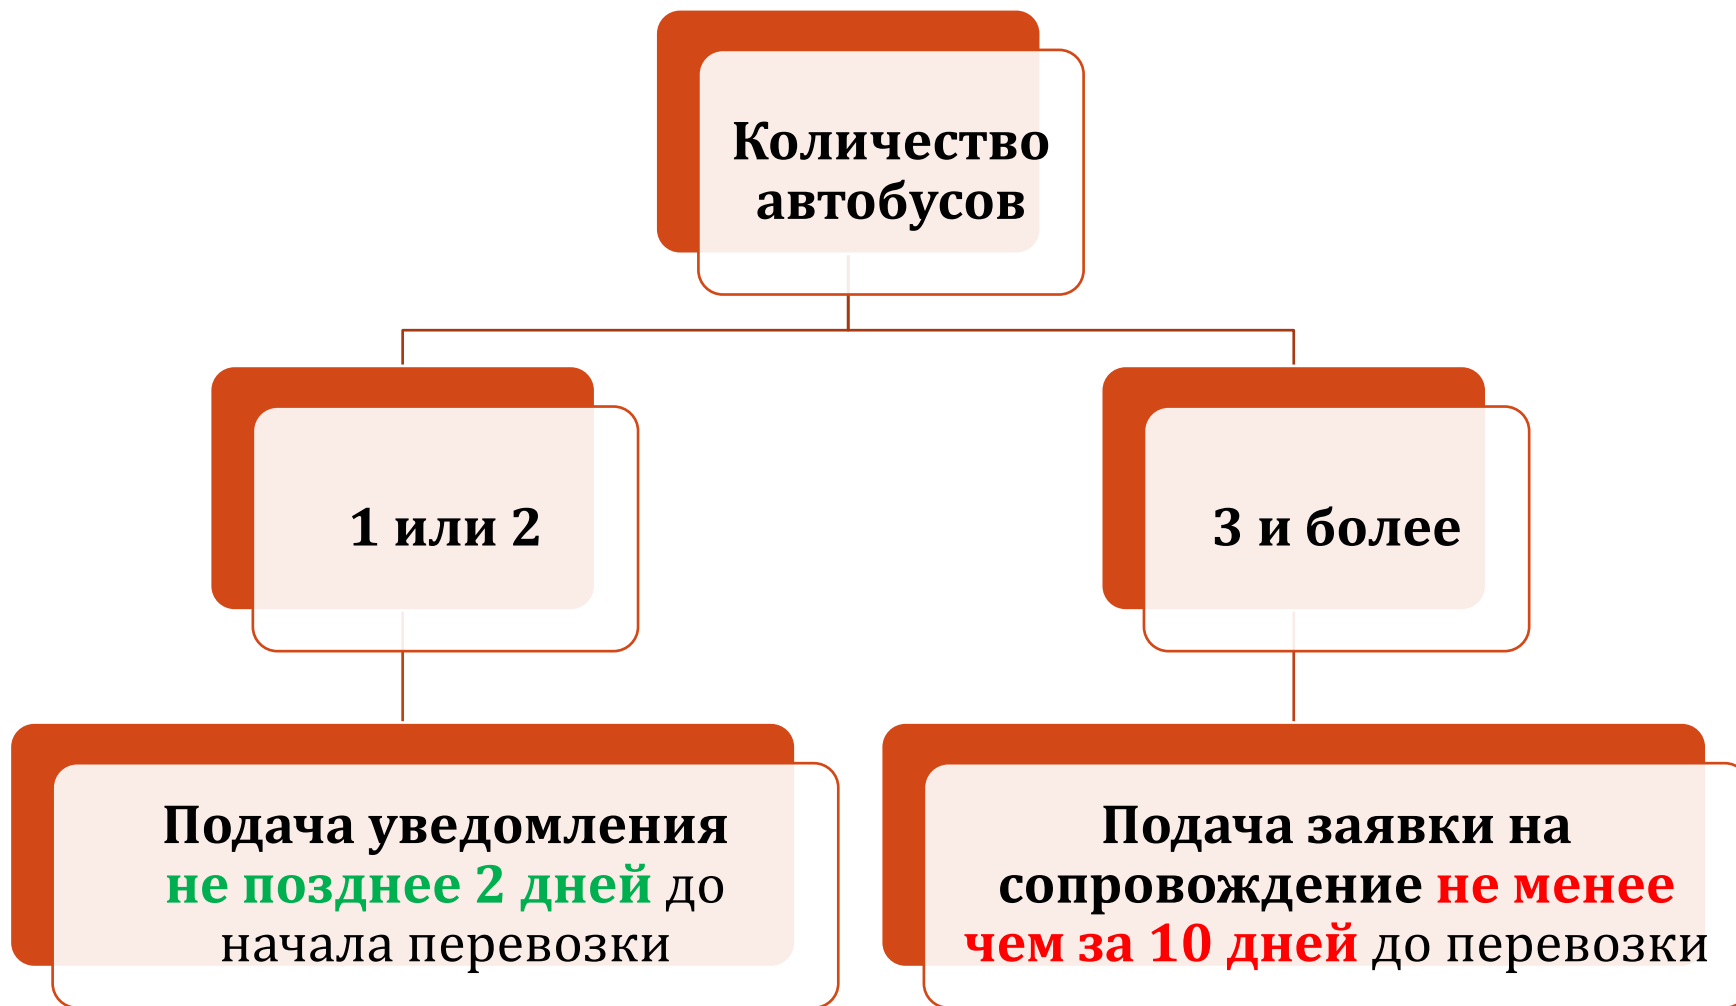 Количество
автобусов
1 или 2
3 и более
Подача уведомления
не позднее 2 дней до
начала перевозки
Подача заявки на
сопровождение не менее
чем за 10 дней до перевозки